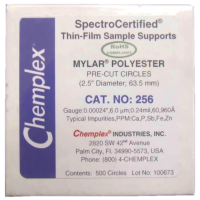 Chemplex
SpectroCertified®
Thin-Film Sample Supports
RoHS
COMPLIANT
MYLAR® POLYESTER
PRE-CUT CIRCLES
(2.5" Diameter; 63.5 mm)
CAT. NO: 256
Gauge:0.00024",6.0µm;0.24mil,60,960Å
Typical Impurities,PPM:Ca,P,Sb,Fe,Zn
Chemplex® INDUSTRIES, INC.
2820 SW 42nd Avenue
Palm City, FL 34990-5573, USA
Phone: (800) 4-CHEMPLEX
Contents: 500 Circles Lot No: 100673